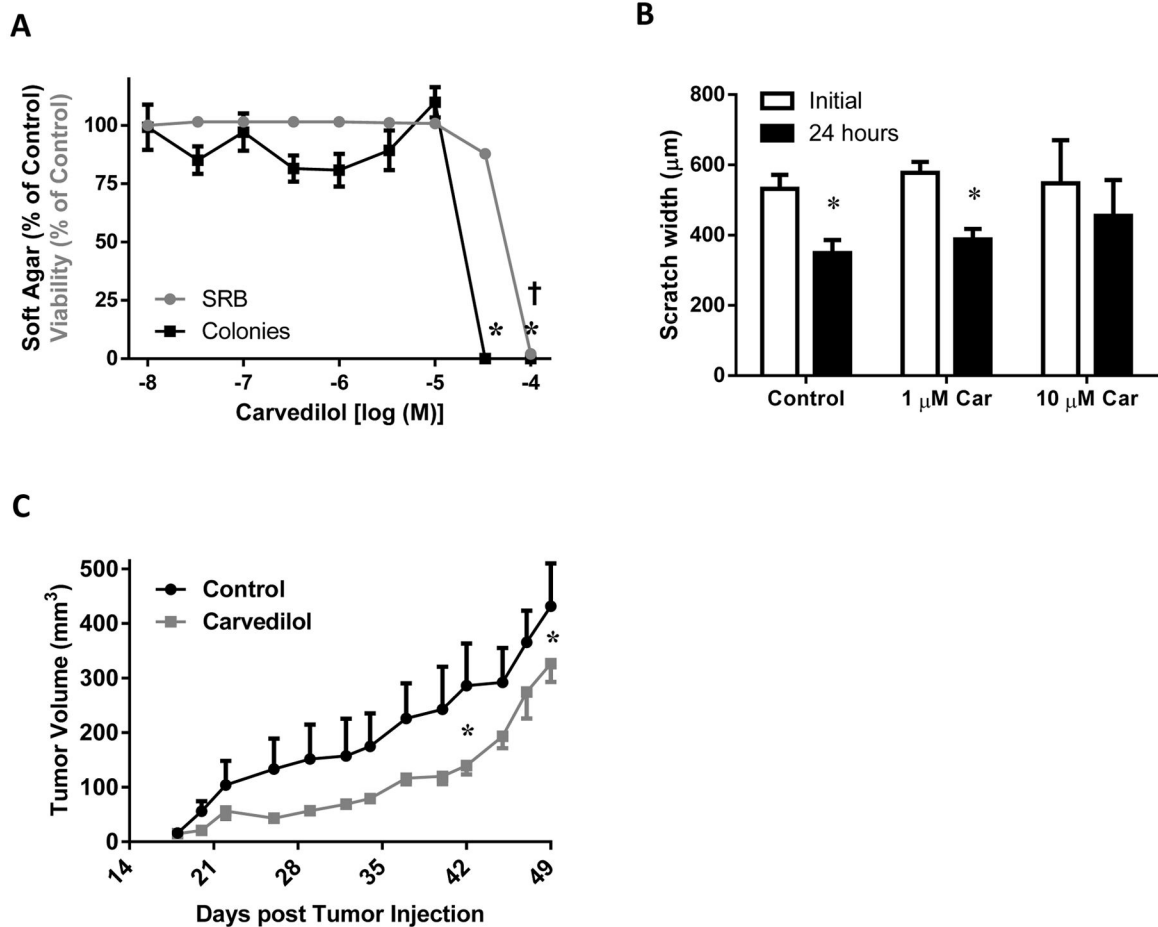 A
Soft Agar (% of Control)
Viability (% of Control)
100
75
50
25
0
SRB
Colonies
*
*
†
-8
-7
-6
-5
-4
Carvedilol [log (M)]
B
Scratch width (μm)
800
600
400
200
0
Initial
24 hours
*
*
Control
1 μM Car
10 μM Car
C
Tumor Volume (mm³)
500
400
300
200
100
0
Control
Carvedilol
*
*
14
21
28
35
42
49
Days post Tumor Injection